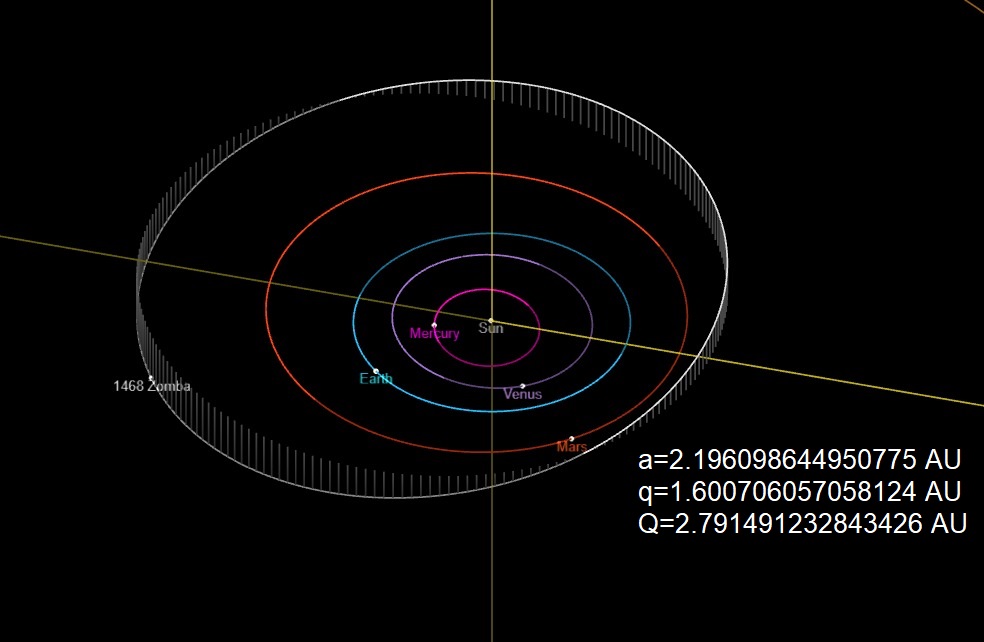 Sun
Mercury
Earth
1468 Zomba
Venus
Mars
a=2.196098644950775 AU
q=1.600706057058124 AU
Q=2.791491232843426 AU